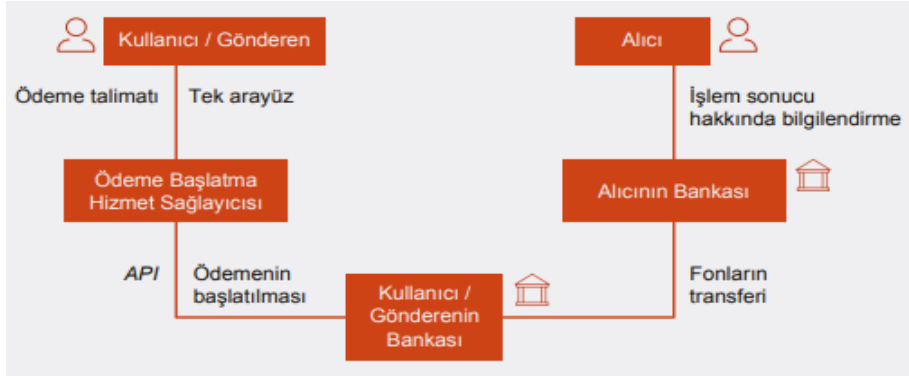 Kullanıcı / Gönderen
Alıcı
Ödeme talimatı
Tek arayüz
İşlem sonucu
hakkında bilgilendirme
Ödeme Başlatma
Hizmet Sağlayıcısı
Alıcının Bankası
API
Ödemenin
başlatılması
Fonların
transferi
Kullanıcı /
Gönderenin
Bankası